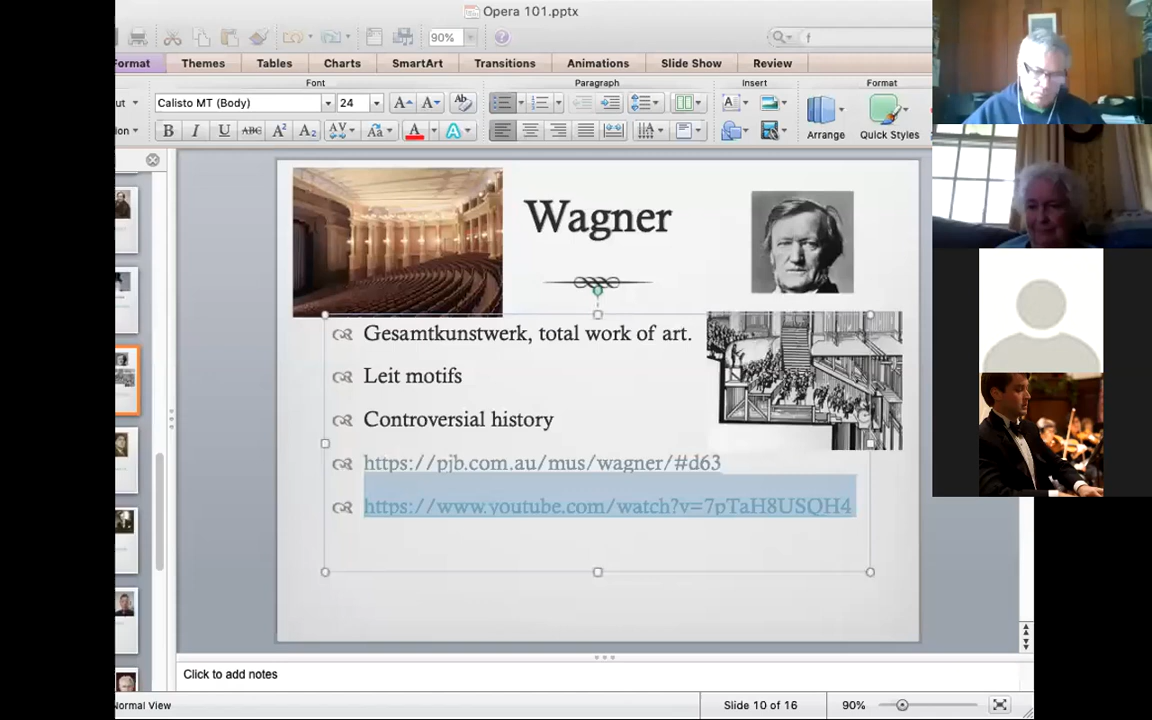 Opera 101.pptx
90%
Format
Themes
Tables
Charts
SmartArt
Transitions
Animations
Slide Show
Review
Font
Paragraph
Insert
Format
Calisto MT (Body)
24
B I U ABC A² A₂
Arrange
Quick Styles
Wagner
Gesamtkunstwerk, total work of art.
Leit motifs
Controversial history
https://pjb.com.au/mus/wagner/#d63
https://www.youtube.com/watch?v=7pTaH8USQH4
Click to add notes
Normal View
Slide 10 of 16
90%